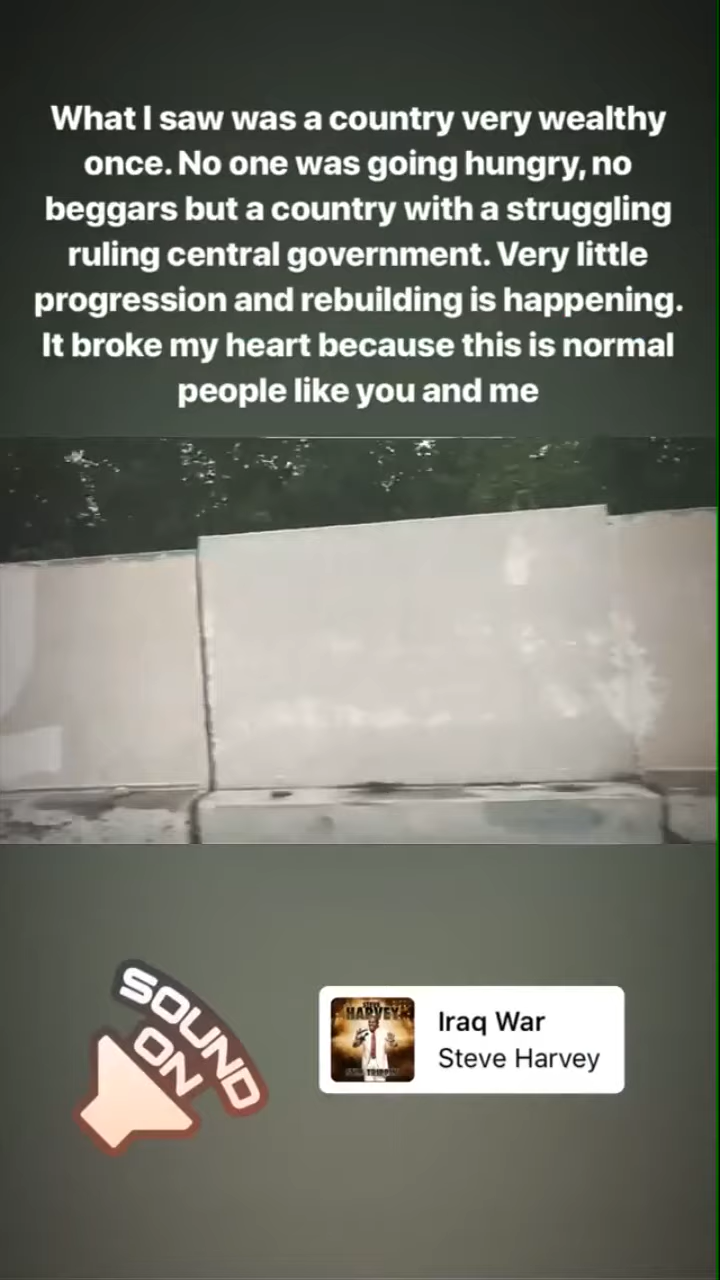 What I saw was a country very wealthy
once. No one was going hungry, no
beggars but a country with a struggling
ruling central government. Very little
progression and rebuilding is happening.
It broke my heart because this is normal
people like you and me
SOUND
ON
STEVE
HARVEY
Iraq War
Steve Harvey